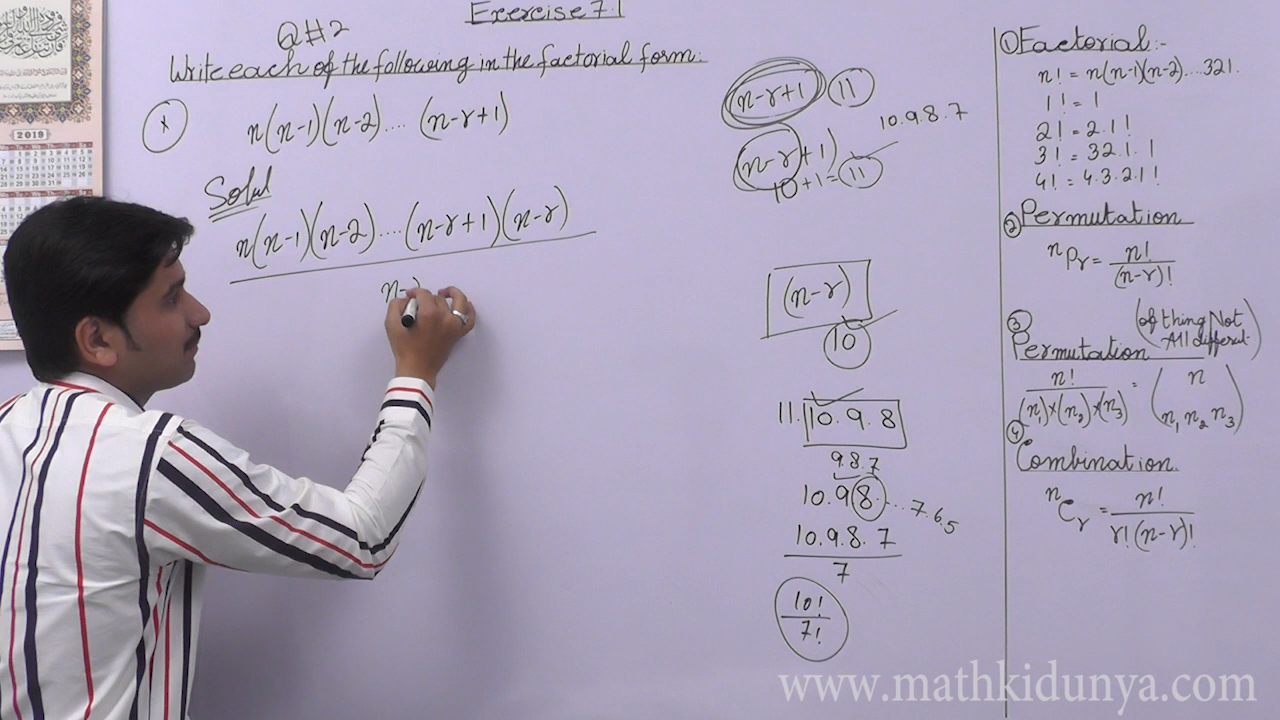 Exercise 7.1
Q#2
Write each of the following in the factorial form:
x
n(n-1)(n-2).... (n-r+1)
Solul
n(n-1)(n-2)....(n-r+1)(n-r)
n-
(n-r+1) 11
10.9.8.7
(n-r+1)
10+1=11
(n-r)
10
11. 10.9.8
9.8.7
10.9 8. ...7.6.5
10.9.8.7
7
10!
7!
① Factorial:-
n! = n(n-1)(n-2)....321.
1! = 1
2! = 2.1!
3! = 32.1.1
4! = 4.3.2.1!
② Permutation
nPr = n!
(n-r)!
③ Permutation (of thing Not All different)
n! = (n
(n₁)×(n₂)×(n₃) n₁ n₂ n₃)
④ Combination.
nCr = n!
r!(n-r)!
2019
www.mathkidunya.com